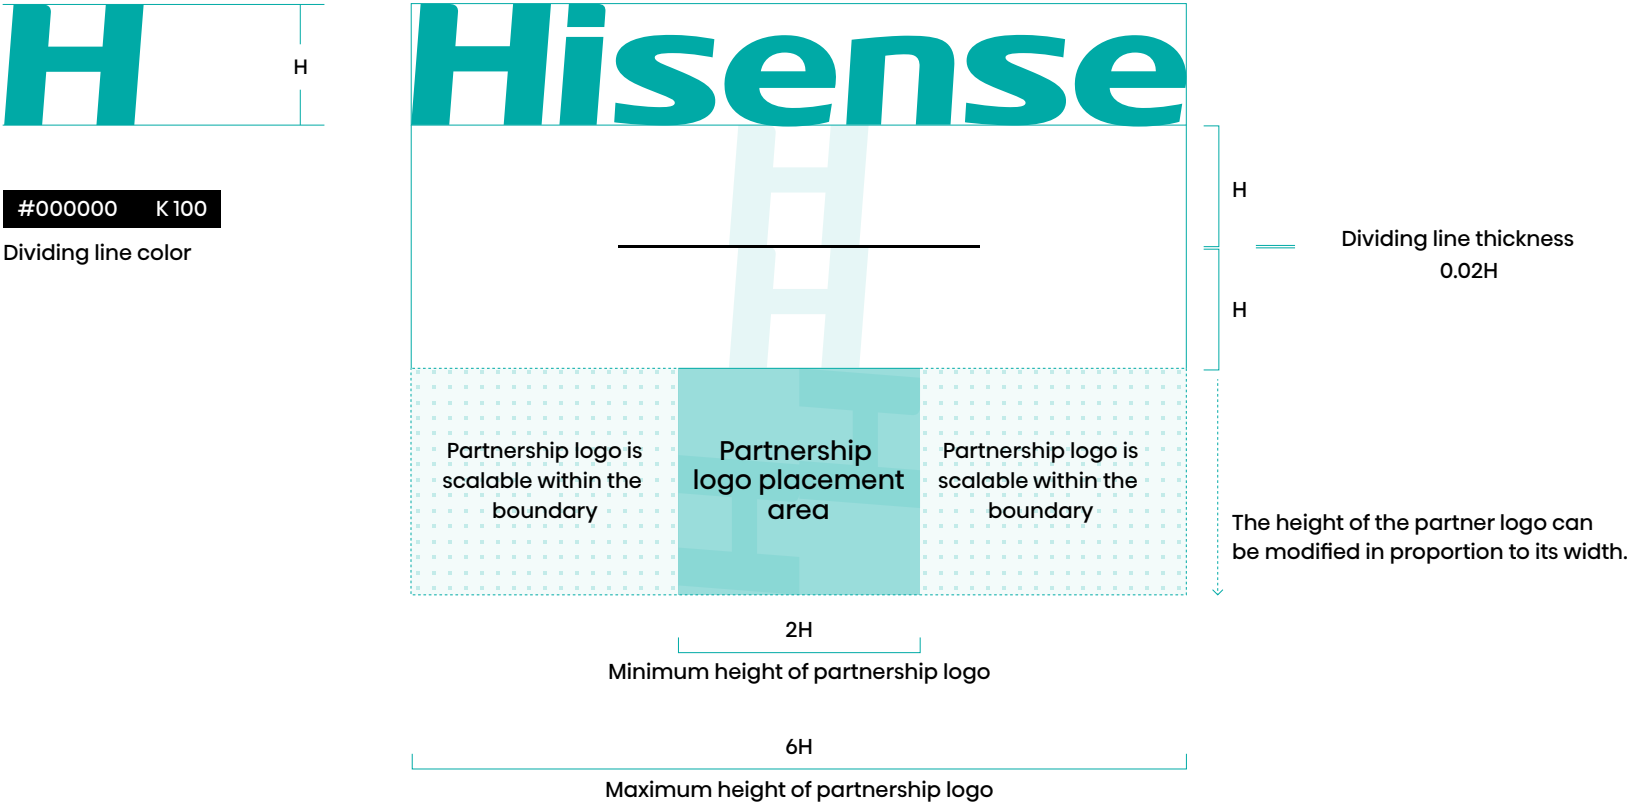 Hisense
H
H
#000000 K 100
Dividing line color
Dividing line thickness
0.02H
H
Partnership logo is
scalable within the
boundary
Partnership
logo placement
area
Partnership logo is
scalable within the
boundary
The height of the partner logo can
be modified in proportion to its width.
2H
Minimum height of partnership logo
6H
Maximum height of partnership logo
H